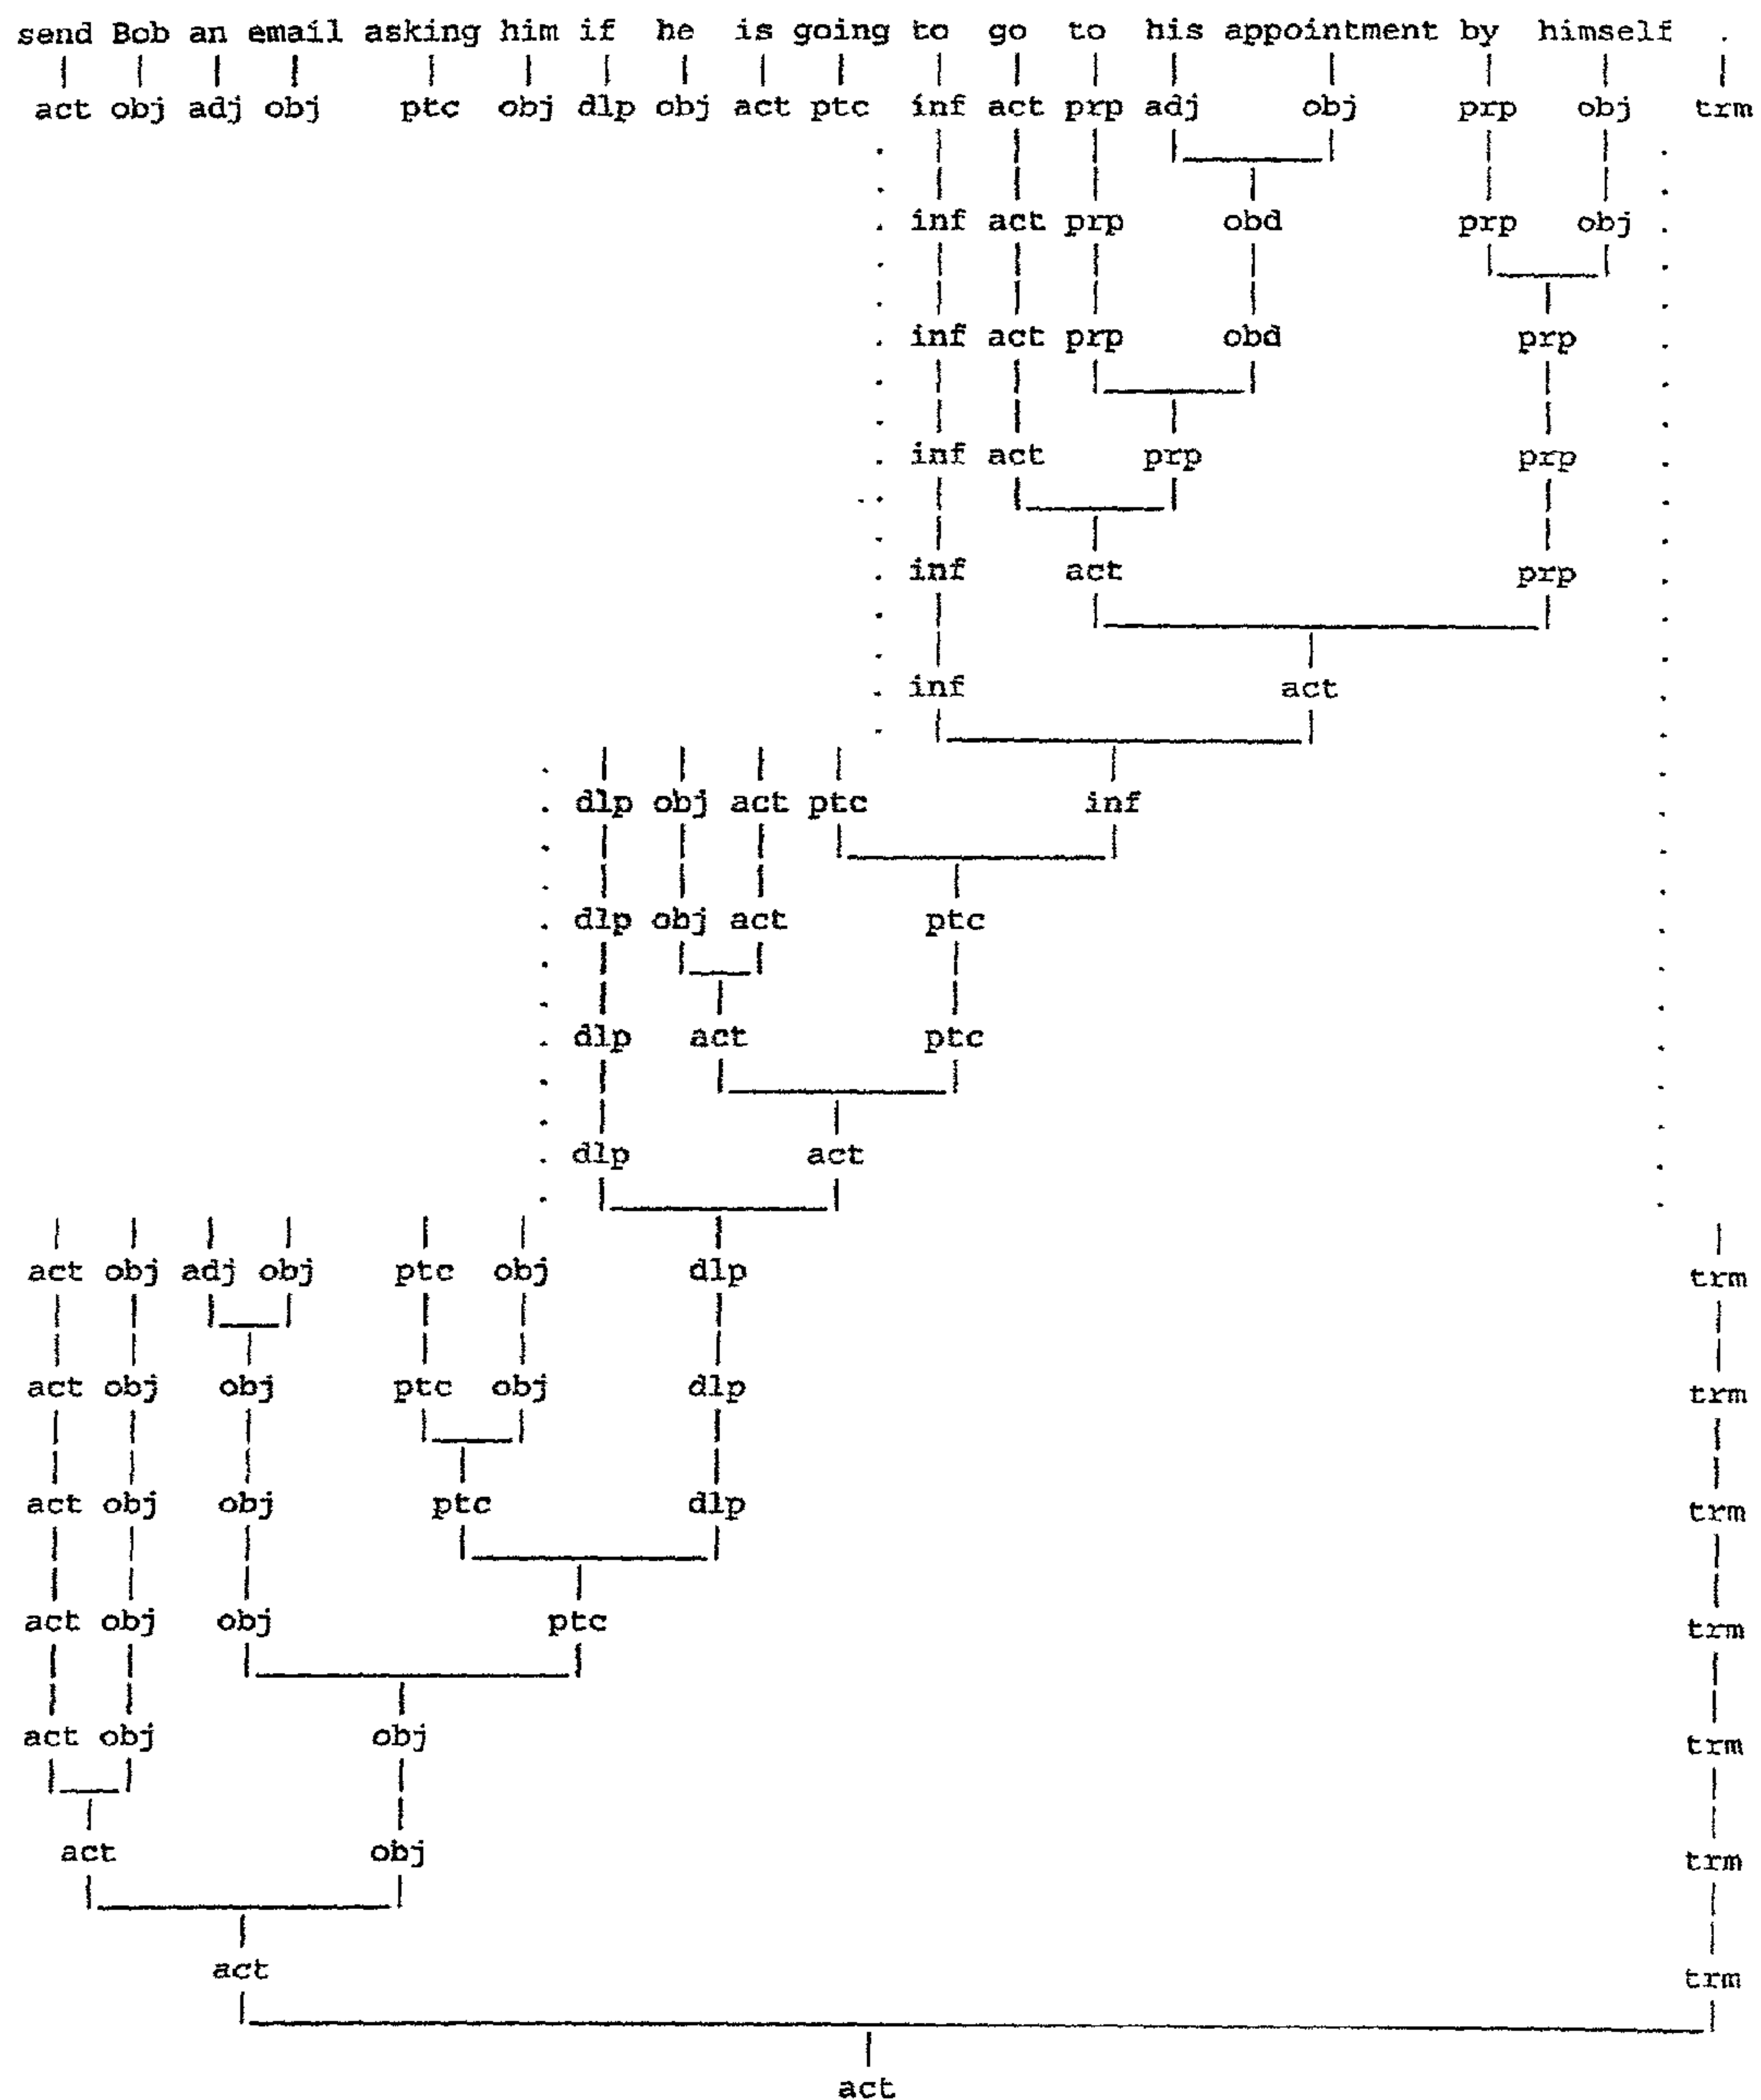 send Bob an email asking him if he is going to go to his appointment by himself .
act obj adj obj ptc obj dlp obj act ptc inf act prp adj obj prp obj trm
inf act prp obd prp obj
inf act prp obd prp
inf act prp prp
inf act prp
inf act
dlp obj act ptc inf
dlp obj act ptc
dlp act ptc
dlp act
act obj adj obj ptc obj dlp trm
act obj obj ptc obj dlp trm
act obj obj ptc dlp trm
act obj obj ptc trm
act obj obj trm
act obj trm
act trm
act